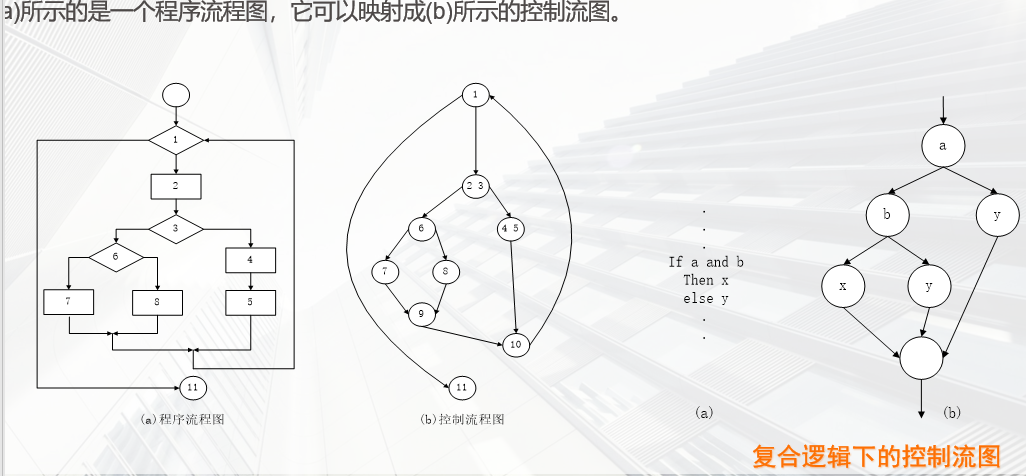 a)所示的是一个程序流程图，它可以映射成(b)所示的控制流图。
1
2
3
6
4
7
8
5
11
(a)程序流程图
1
2 3
6
4 5
7
8
9
10
11
(b)控制流程图
.
.
.
If a and b
Then x
else y
.
.
(a)
a
b
y
x
y
(b)
复合逻辑下的控制流图